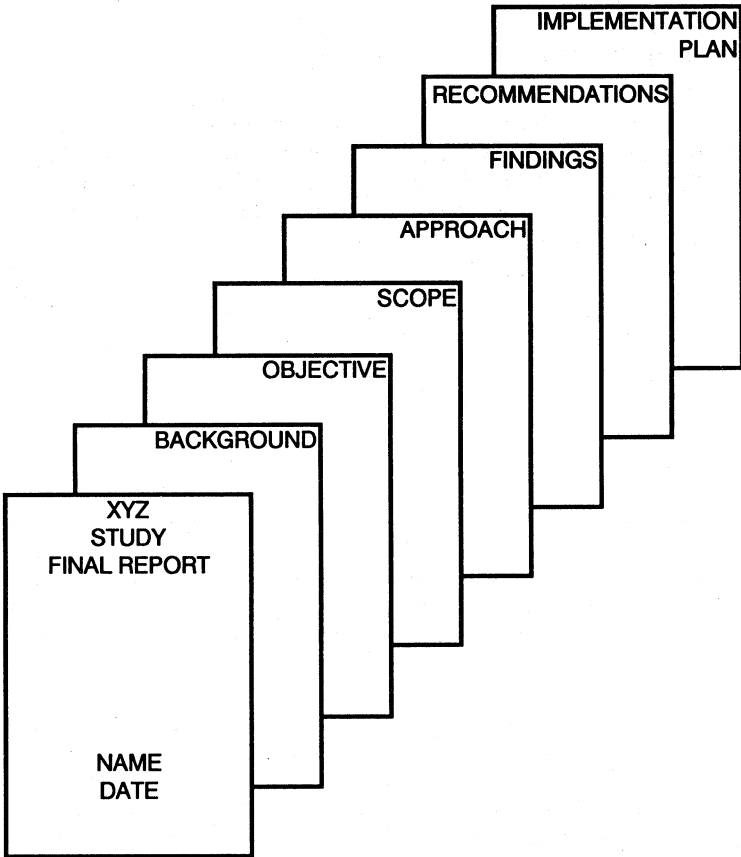 IMPLEMENTATION
PLAN
RECOMMENDATIONS
FINDINGS
APPROACH
SCOPE
OBJECTIVE
BACKGROUND
XYZ
STUDY
FINAL REPORT
NAME
DATE